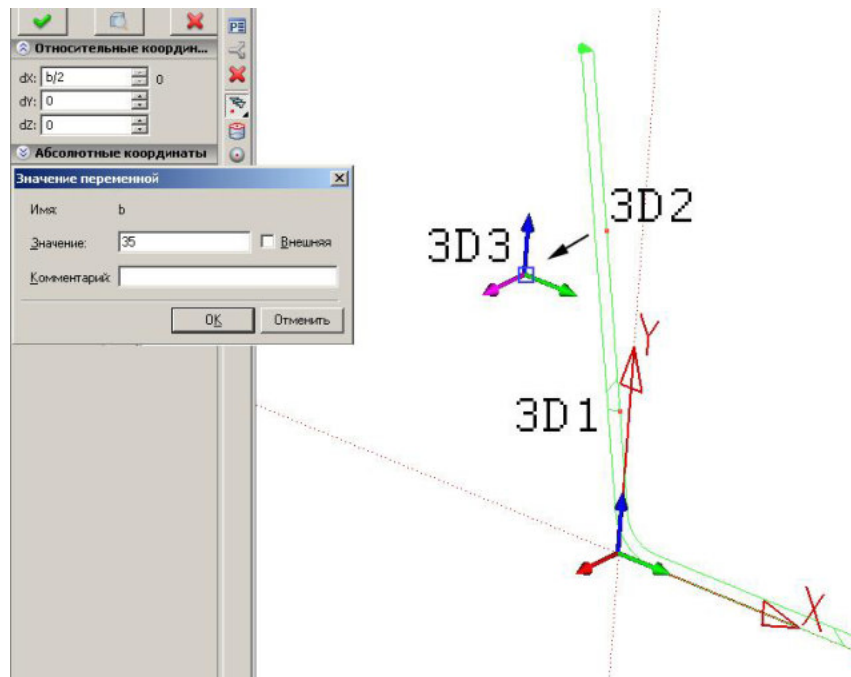 Относительные координ...
dX: b/2 0
dY: 0
dZ: 0
Абсолютные координаты
Значение переменной
Имя: b
Значение: 35 Внешняя
Комментарий:
OK Отменить
3D2
3D3
Y
3D1
X